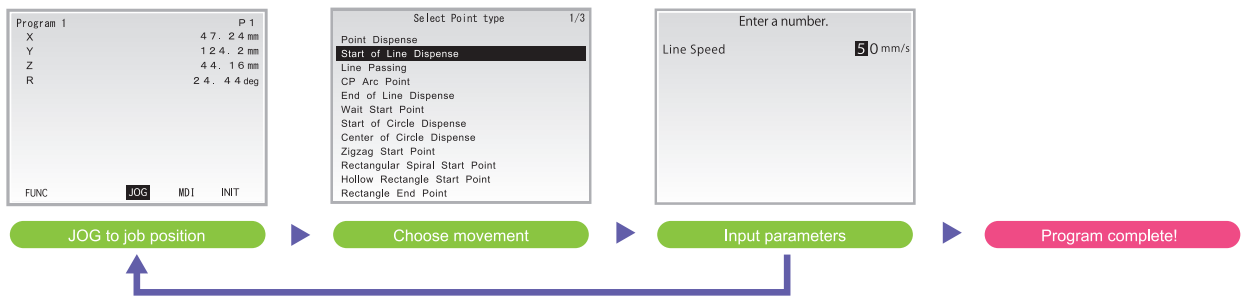 Program 1 P 1
X 47.24 mm
Y 124.2 mm
Z 44.16 mm
R 24.44 deg
FUNC JOG MDI INIT
Select Point type 1/3
Point Dispense
Start of Line Dispense
Line Passing
CP Arc Point
End of Line Dispense
Wait Start Point
Start of Circle Dispense
Center of Circle Dispense
Zigzag Start Point
Rectangular Spiral Start Point
Hollow Rectangle Start Point
Rectangle End Point
Enter a number.
Line Speed 50 mm/s
JOG to job position
Choose movement
Input parameters
Program complete!